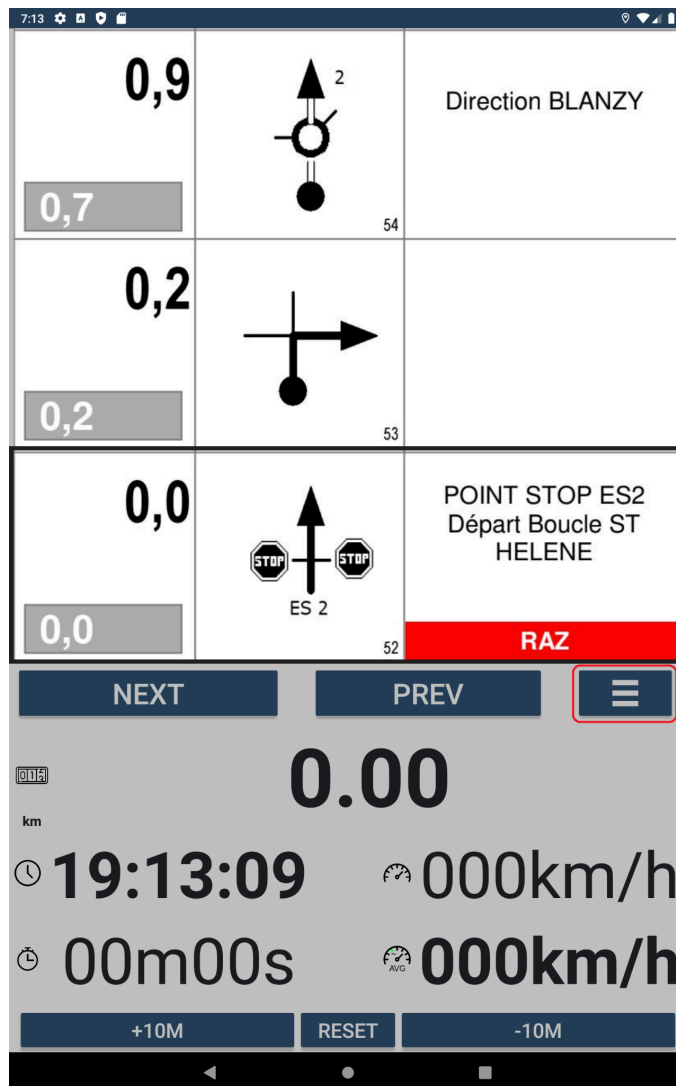 7:13
0,9
2
Direction BLANZY
0,7
54
0,2
0,2
53
0,0
STOP
STOP
ES 2
POINT STOP ES2
Départ Boucle ST
HELENE
0,0
52
RAZ
NEXT
PREV
0.00
km
19:13:09
000km/h
00m00s
AVG
000km/h
+10M
RESET
-10M